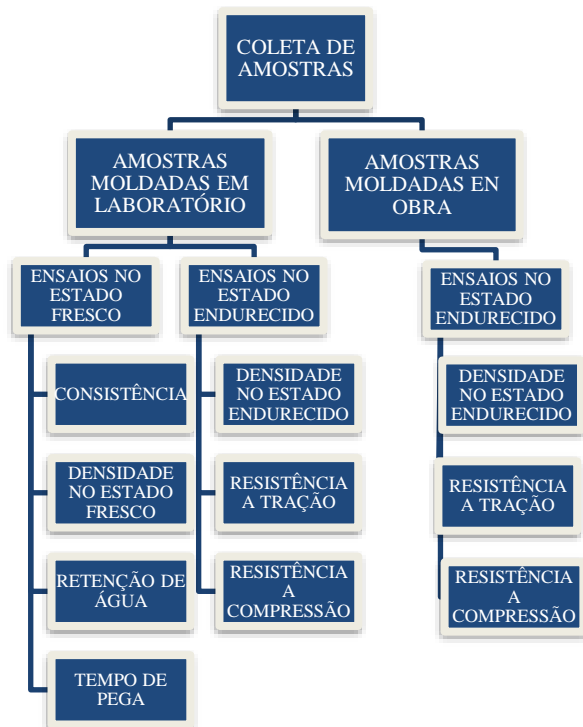 COLETA DE
AMOSTRAS
AMOSTRAS
MOLDADAS EM
LABORATÓRIO
AMOSTRAS
MOLDADAS EN
OBRA
ENSAIOS NO
ESTADO
FRESCO
ENSAIOS NO
ESTADO
ENDURECIDO
ENSAIOS NO
ESTADO
ENDURECIDO
CONSISTÊNCIA
DENSIDADE
NO ESTADO
FRESCO
RETENÇÃO DE
ÁGUA
TEMPO DE
PEGA
DENSIDADE
NO ESTADO
ENDURECIDO
RESISTÊNCIA
A TRAÇÃO
RESISTÊNCIA
A
COMPRESSÃO
DENSIDADE
NO ESTADO
ENDURECIDO
RESISTÊNCIA
A TRAÇÃO
RESISTÊNCIA
A
COMPRESSÃO